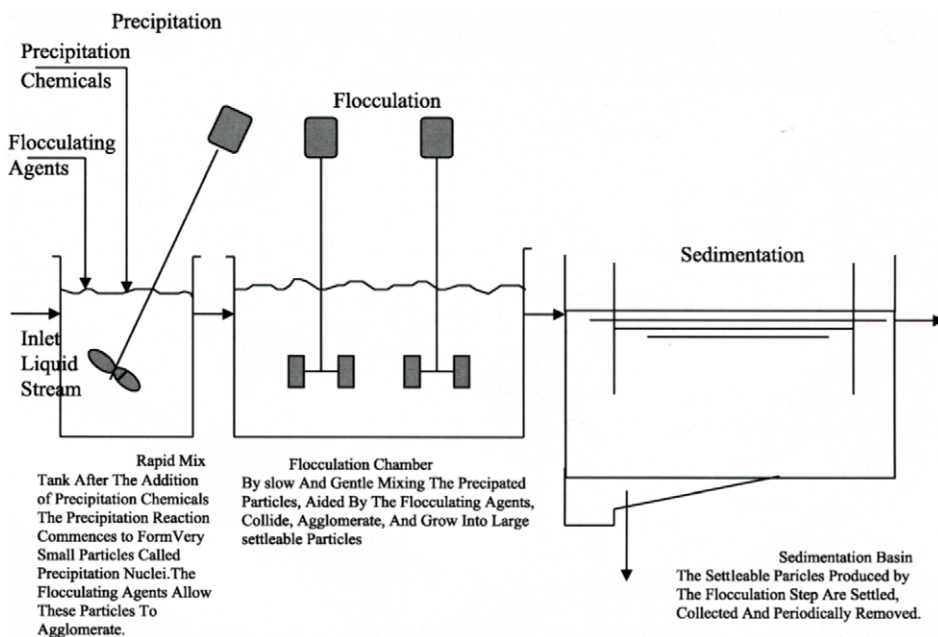 Precipitation
Precipitation
Chemicals
Flocculating
Agents
Flocculation
Sedimentation
Inlet
Liquid
Stream
Rapid Mix
Tank After The Addition
of Precipitation Chemicals
The Precipitation Reaction
Commences to FormVery
Small Particles Called
Precipitation Nuclei.The
Flocculating Agents Allow
These Particles To
Agglomerate.
Flocculation Chamber
By slow And Gentle Mixing The Precipated
Particles, Aided By The Flocculating Agents,
Collide, Agglomerate, And Grow Into Large
settleable Particles
Sedimentation Basin
The Settleable Paricles Produced by
The Flocculation Step Are Settled,
Collected And Periodically Removed.